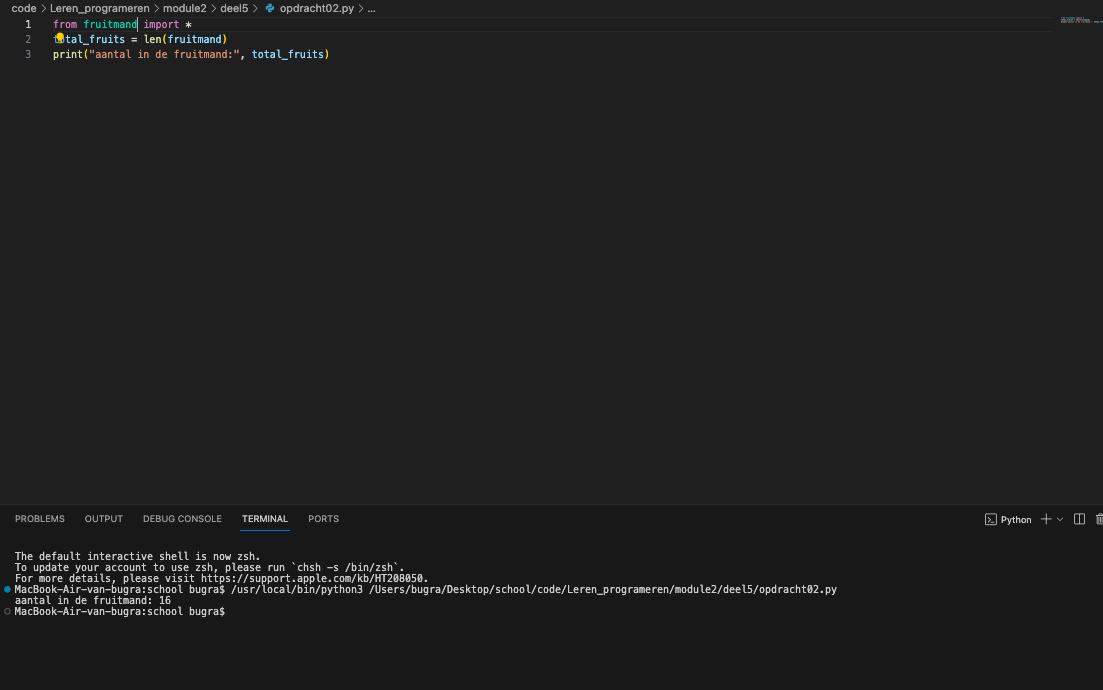 code > Leren_programeren > module2 > deel5 > opdracht02.py > ...
1 from fruitmand import *
2 total_fruits = len(fruitmand)
3 print("aantal in de fruitmand:", total_fruits)
PROBLEMS OUTPUT DEBUG CONSOLE TERMINAL PORTS Python
The default interactive shell is now zsh.
To update your account to use zsh, please run `chsh -s /bin/zsh`.
For more details, please visit https://support.apple.com/kb/HT208050.
MacBook-Air-van-bugra:school bugra$ /usr/local/bin/python3 /Users/bugra/Desktop/school/code/Leren_programeren/module2/deel5/opdracht02.py
aantal in de fruitmand: 16
MacBook-Air-van-bugra:school bugra$